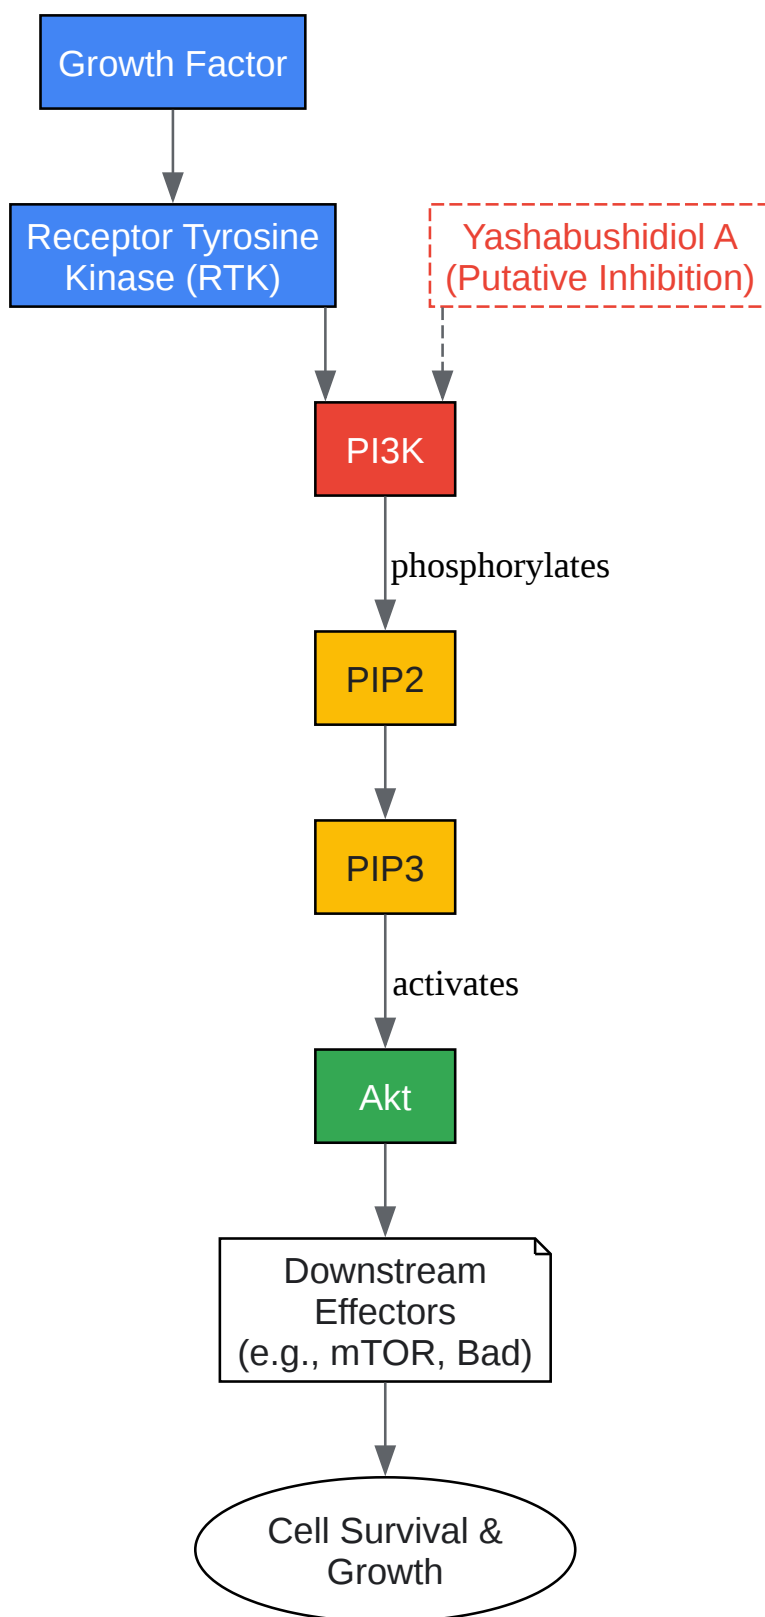 Growth Factor
Receptor Tyrosine
Kinase (RTK)
Yashabushidiol A
(Putative Inhibition)
PI3K
phosphorylates
PIP2
PIP3
activates
Akt
Downstream
Effectors
(e.g., mTOR, Bad)
Cell Survival &
Growth